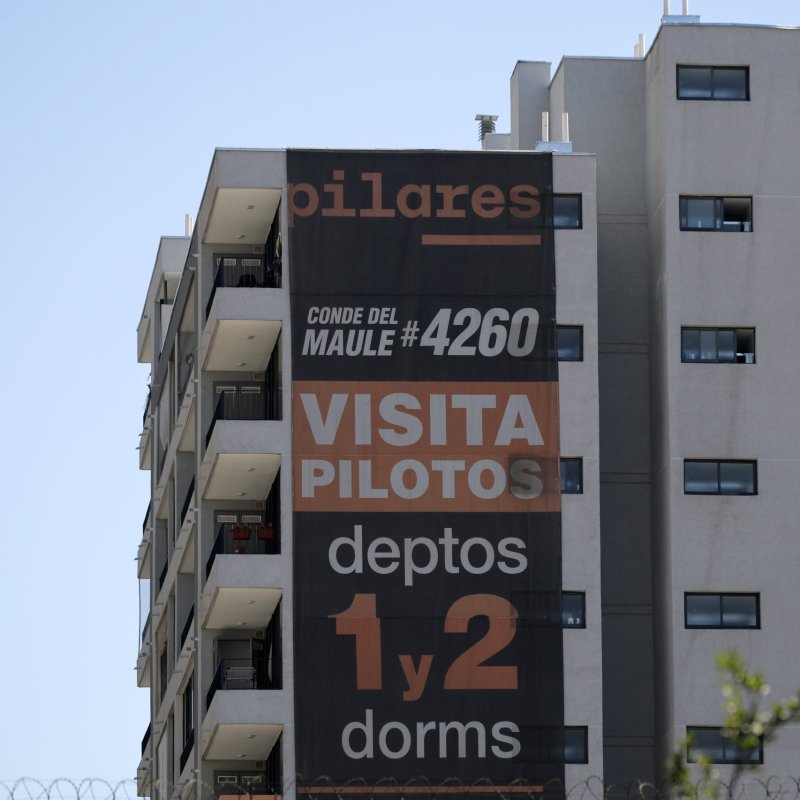 pilares
CONDE DEL
MAULE #4260
VISITA
PILOTOS
deptos
1 y 2
dorms